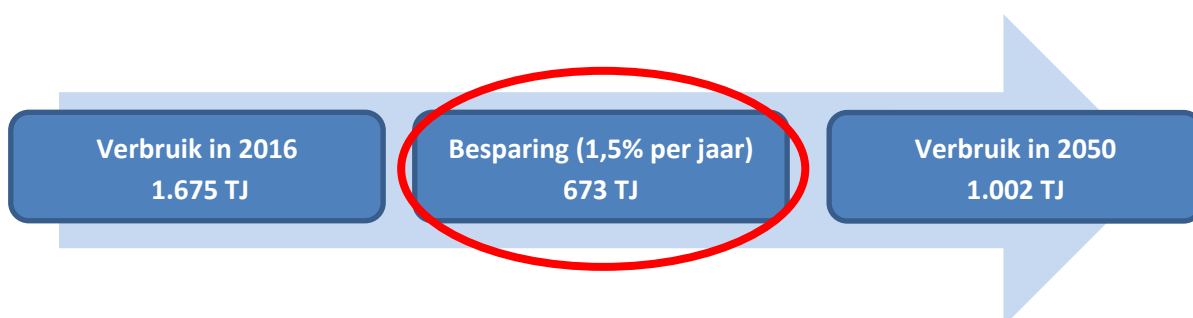 Verbruik in 2016
1.675 TJ
Besparing (1,5% per jaar)
673 TJ
Verbruik in 2050
1.002 TJ